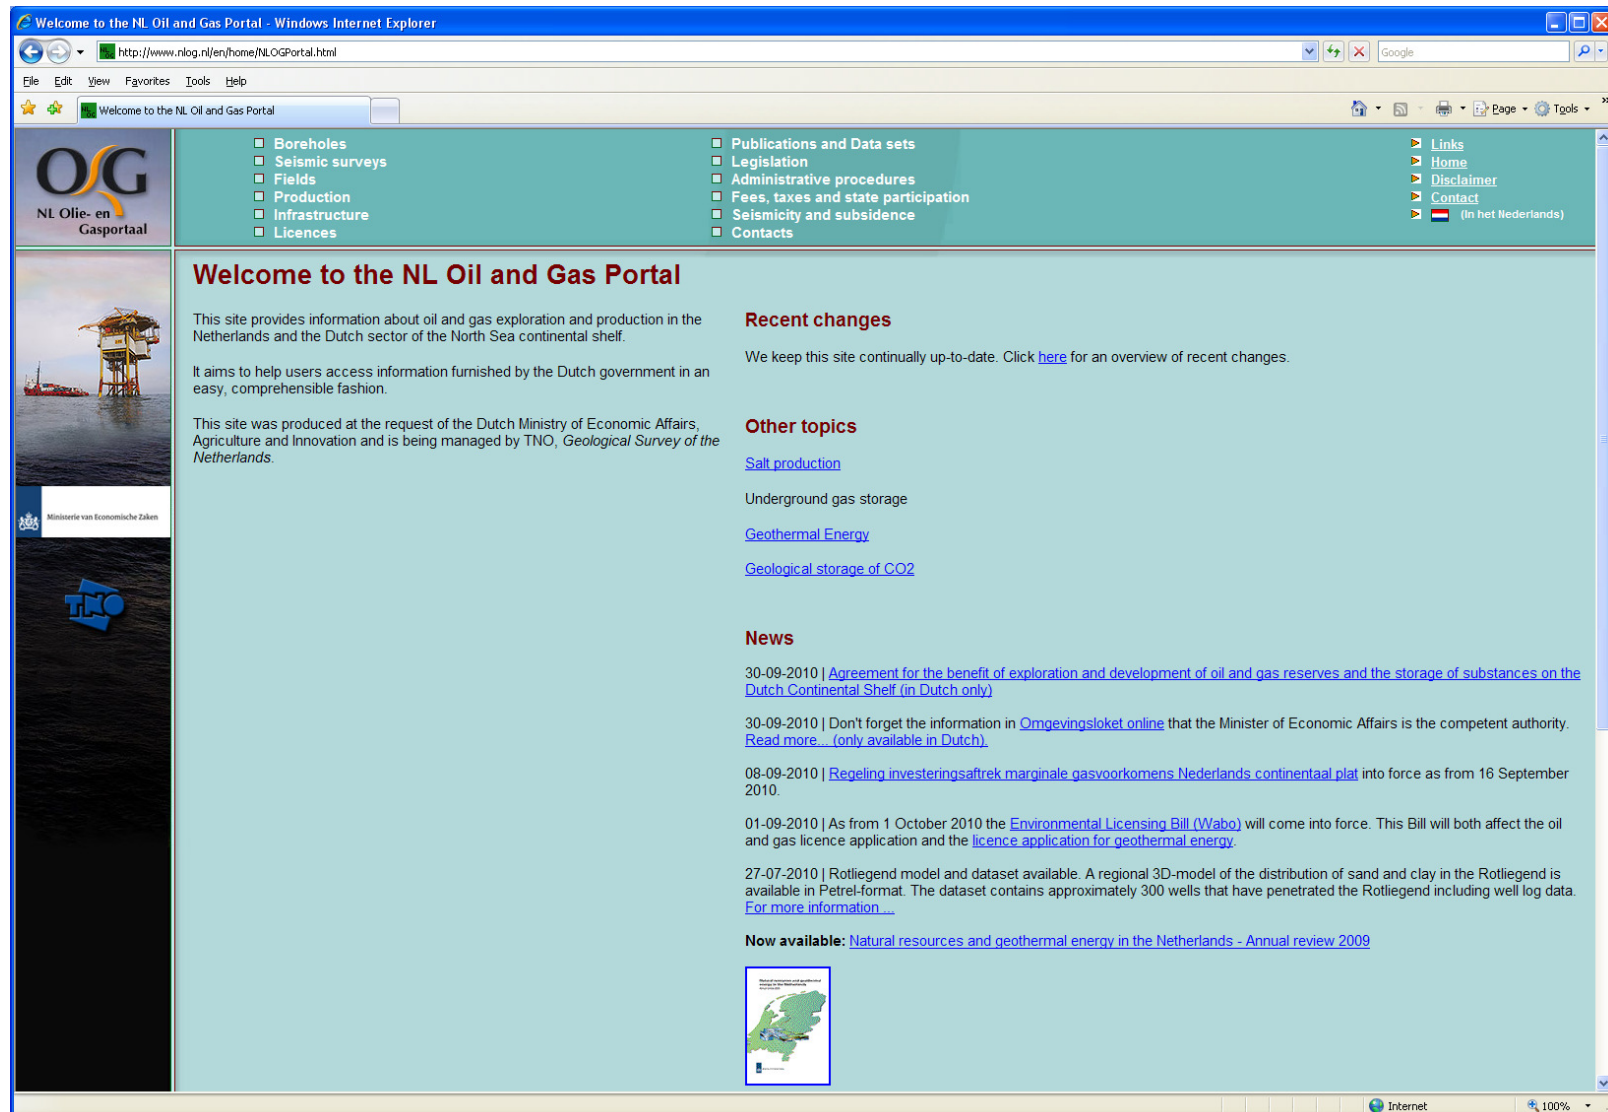 Welcome to the NL Oil and Gas Portal - Windows Internet Explorer
http://www.nlog.nl/en/home/NLOGPortal.html
Google
File Edit View Favorites Tools Help
Welcome to the NL Oil and Gas Portal
Page Tools
NL Olie- en
Gasportaal
Boreholes
Seismic surveys
Fields
Production
Infrastructure
Licences
Publications and Data sets
Legislation
Administrative procedures
Fees, taxes and state participation
Seismicity and subsidence
Contacts
Links
Home
Disclaimer
Contact
(In het Nederlands)
Ministerie van Economische Zaken
TNO
Welcome to the NL Oil and Gas Portal
This site provides information about oil and gas exploration and production in the
Netherlands and the Dutch sector of the North Sea continental shelf.
It aims to help users access information furnished by the Dutch government in an
easy, comprehensible fashion.
This site was produced at the request of the Dutch Ministry of Economic Affairs,
Agriculture and Innovation and is being managed by TNO, Geological Survey of the
Netherlands.
Recent changes
We keep this site continually up-to-date. Click here for an overview of recent changes.
Other topics
Salt production
Underground gas storage
Geothermal Energy
Geological storage of CO2
News
30-09-2010 | Agreement for the benefit of exploration and development of oil and gas reserves and the storage of substances on the
Dutch Continental Shelf (in Dutch only)
30-09-2010 | Don't forget the information in Omgevingsloket online that the Minister of Economic Affairs is the competent authority.
Read more... (only available in Dutch).
08-09-2010 | Regeling investeringsaftrek marginale gasvoorkomens Nederlands continentaal plat into force as from 16 September
2010.
01-09-2010 | As from 1 October 2010 the Environmental Licensing Bill (Wabo) will come into force. This Bill will both affect the oil
and gas licence application and the licence application for geothermal energy.
27-07-2010 | Rotliegend model and dataset available. A regional 3D-model of the distribution of sand and clay in the Rotliegend is
available in Petrel-format. The dataset contains approximately 300 wells that have penetrated the Rotliegend including well log data.
For more information ...
Now available: Natural resources and geothermal energy in the Netherlands - Annual review 2009
Natural resources and geothermal
energy in the Netherlands
Internet
100%